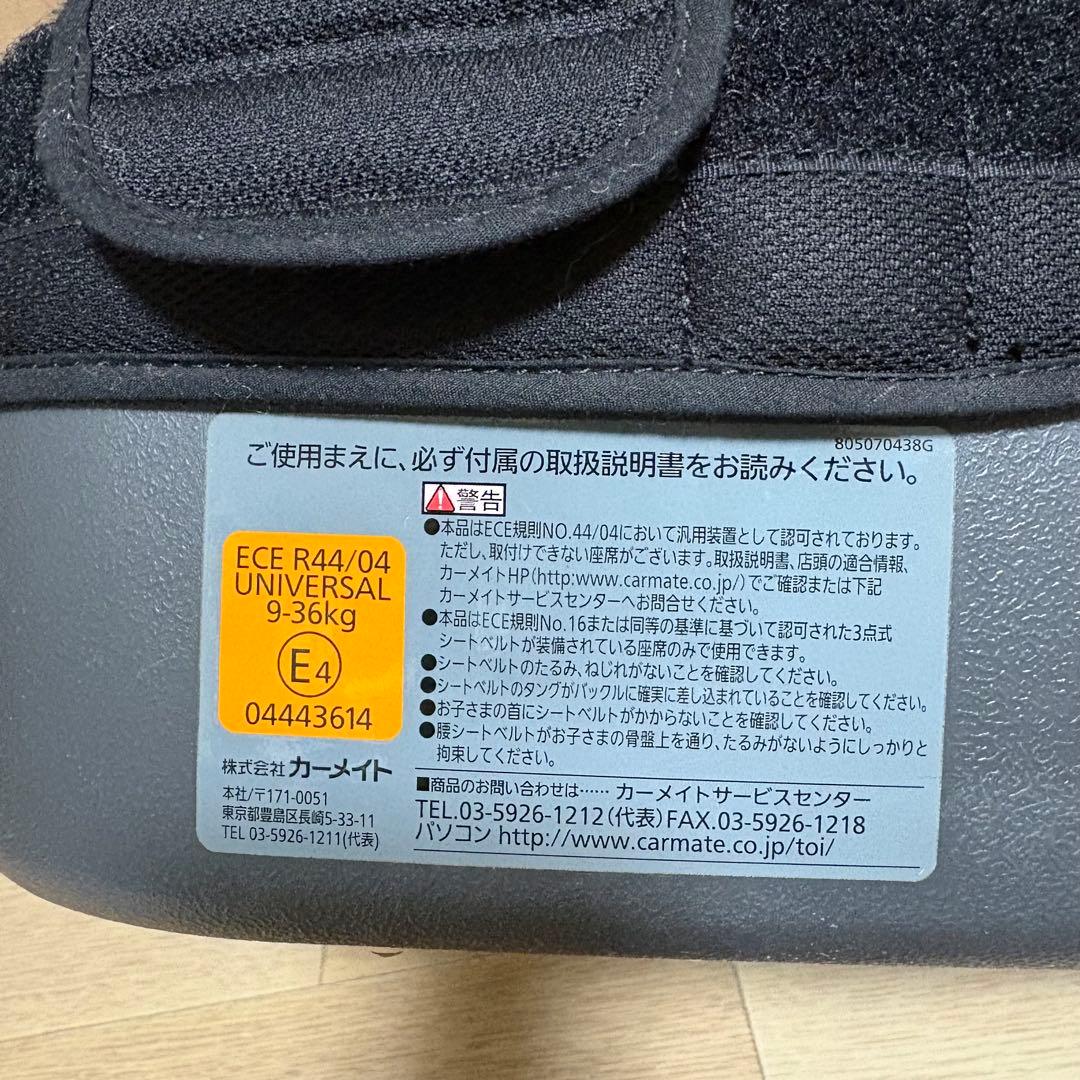 805070438G
ご使用まえに、必ず付属の取扱説明書をお読みください。
警告
●本品はECE規則NO.44/04において汎用装置として認可されております。
ただし、取付けできない座席がございます。取扱説明書、店頭の適合情報、
カーメイトHP(http:www.carmate.co.jp/)でご確認または下記
カーメイトサービスセンターへお問合せください。
●本品はECE規則No.16または同等の基準に基づいて認可された3点式
シートベルトが装備されている座席のみで使用できます。
●シートベルトのたるみ、ねじれがないことを確認してください。
●シートベルトのタングがバックルに確実に差し込まれていることを確認してください。
●お子さまの首にシートベルトがかからないことを確認してください。
●腰シートベルトがお子さまの骨盤上を通り、たるみがないようにしっかりと
拘束してください。
ECE R44/04
UNIVERSAL
9-36kg
E4
04443614
株式会社 カーメイト
本社/〒171-0051
東京都豊島区長崎5-33-11
TEL 03-5926-1211(代表)
■商品のお問い合わせは…… カーメイトサービスセンター
TEL.03-5926-1212(代表)FAX.03-5926-1218
パソコン http://www.carmate.co.jp/toi/